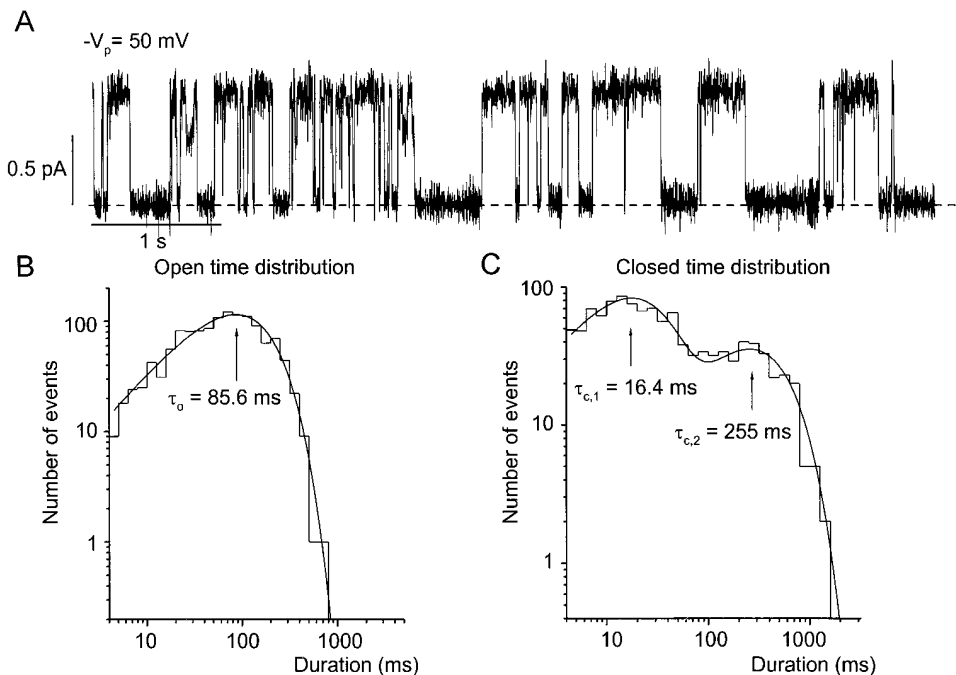 A
-Vp= 50 mV
0.5 pA
1 s
B
Open time distribution
Number of events
100
10
1
τo = 85.6 ms
10
100
1000
Duration (ms)
C
Closed time distribution
Number of events
100
10
1
τc,1 = 16.4 ms
τc,2 = 255 ms
10
100
1000
Duration (ms)